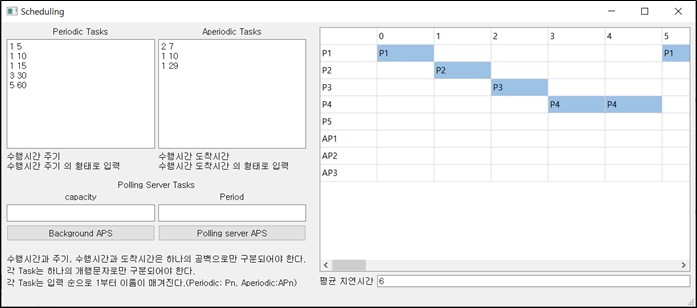 Scheduling
Periodic Tasks
1 5
1 10
1 15
3 30
5 60
수행시간 주기
수행시간 주기 의 형태로 입력
Aperiodic Tasks
2 7
1 10
1 29
수행시간 도착시간
수행시간 도착시간 의 형태로 입력
Polling Server Tasks
capacity Period
Background APS Polling server APS
수행시간과 주기, 수행시간과 도착시간은 하나의 공백으로만 구분되어야 한다.
각 Task는 하나의 개행문자로만 구분되어야 한다.
각 Task는 입력 순으로 1부터 이름이 매겨진다.(Periodic: Pn, Aperiodic:APn)
0 1 2 3 4 5
P1 P1 P1
P2 P2
P3 P3
P4 P4 P4
P5
AP1
AP2
AP3
평균 지연시간 6